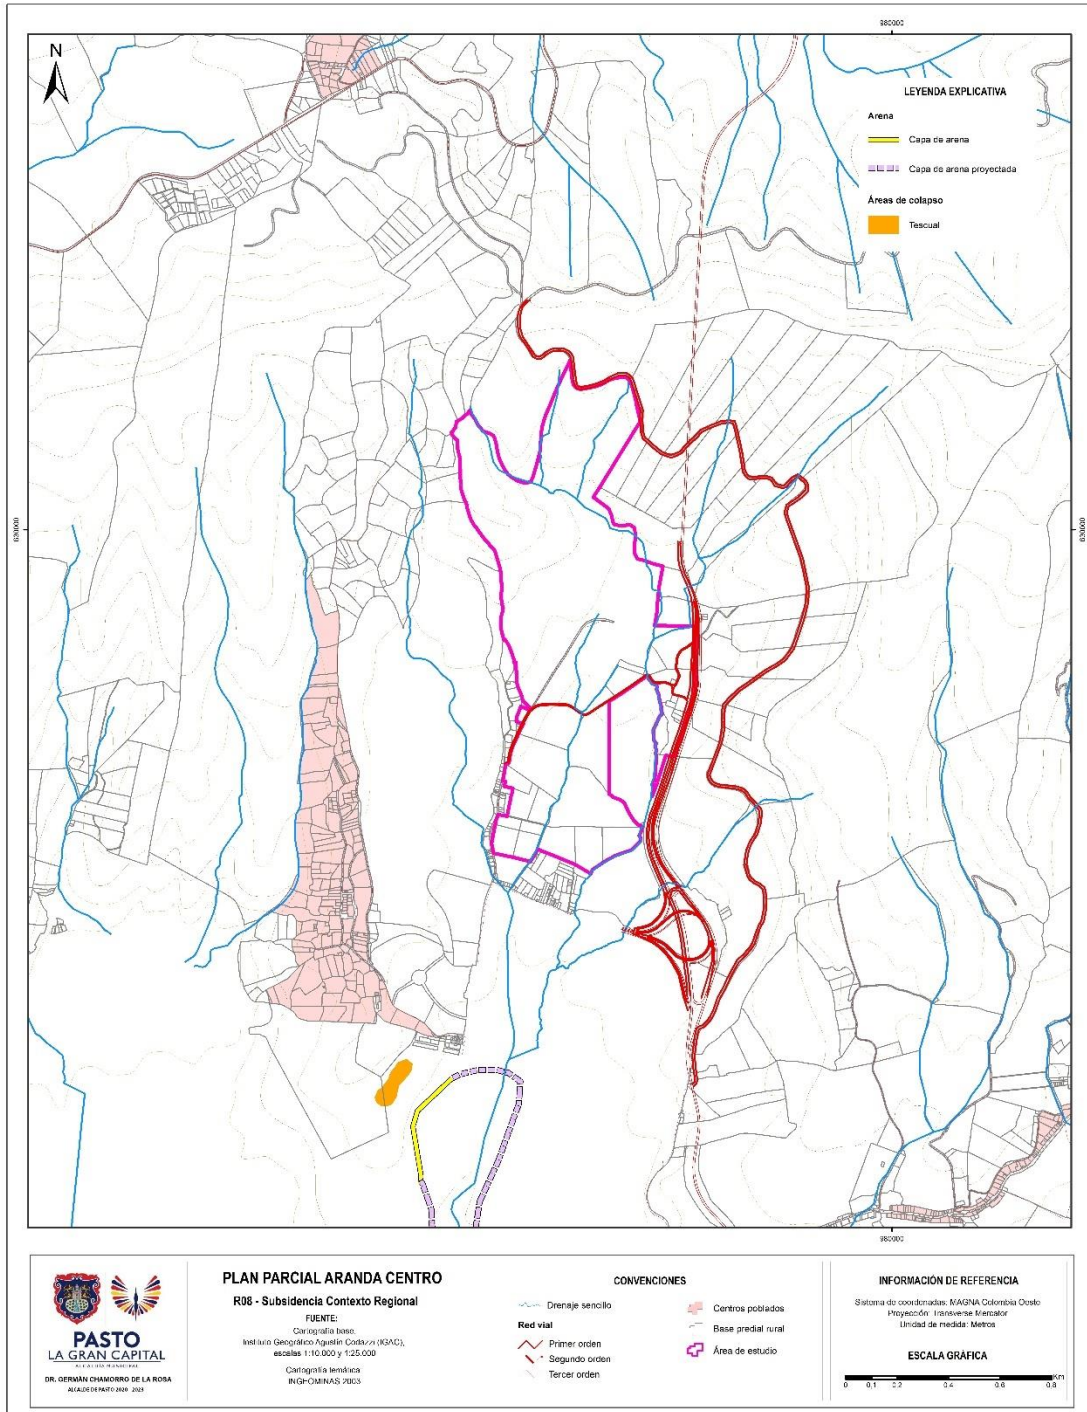 980000
N
LEYENDA EXPLICATIVA
Arena
Capa de arena
Capa de arena proyectada
Áreas de colapso
Tescual
630000
630000
980000
PASTO
LA GRAN CAPITAL
ALCALDÍA MUNICIPAL
DR. GERMÁN CHAMORRO DE LA ROSA
ALCALDE DE PASTO 2020 - 2023
PLAN PARCIAL ARANDA CENTRO
R08 - Subsidencia Contexto Regional
FUENTE:
Cartografía base:
Instituto Geográfico Agustín Codazzi (IGAC),
escalas 1:10.000 y 1:25.000
Cartografía temática:
INGEOMINAS 2003
CONVENCIONES
Drenaje sencillo
Red vial
Primer orden
Segundo orden
Tercer orden
Centros poblados
Base predial rural
Área de estudio
INFORMACIÓN DE REFERENCIA
Sistema de coordenadas: MAGNA Colombia Oeste
Proyección: Transverse Mercator
Unidad de medida: Metros
ESCALA GRÁFICA
0 0,1 0,2 0,4 0,6 0,8 Km